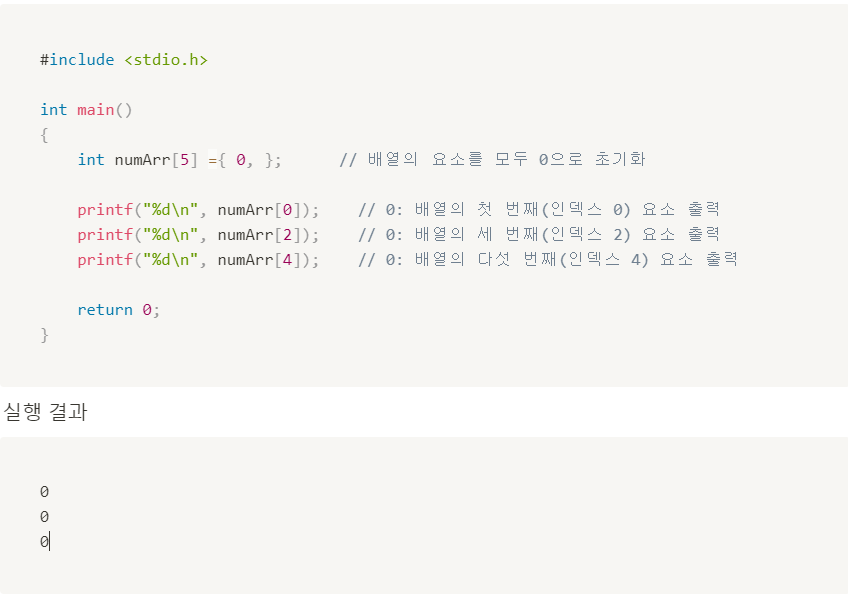 #include <stdio.h>
int main()
{
    int numArr[5] ={ 0, };      // 배열의 요소를 모두 0으로 초기화
    printf("%d\n", numArr[0]);    // 0: 배열의 첫 번째(인덱스 0) 요소 출력
    printf("%d\n", numArr[2]);    // 0: 배열의 세 번째(인덱스 2) 요소 출력
    printf("%d\n", numArr[4]);    // 0: 배열의 다섯 번째(인덱스 4) 요소 출력
    return 0;
}
실행 결과
0
0
0